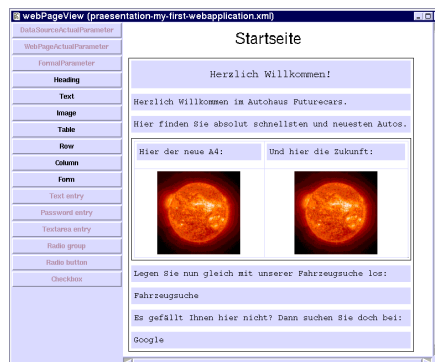 webPageView (praesentation-my-first-webapplication.xml)
DataSourceActualParameter
WebPageActualParameter
FormalParameter
Heading
Text
Image
Table
Row
Column
Form
Text entry
Password entry
Textarea entry
Radio group
Radio button
Checkbox
Startseite
Herzlich Willkommen!
Herzlich Willkommen im Autohaus Futurecars.
Hier finden Sie absolut schnellsten und neuesten Autos.
Hier der neue A4:
Und hier die Zukunft:
Legen Sie nun gleich mit unserer Fahrzeugsuche los:
Fahrzeugsuche
Es gefällt Ihnen hier nicht? Dann suchen Sie doch bei:
Google